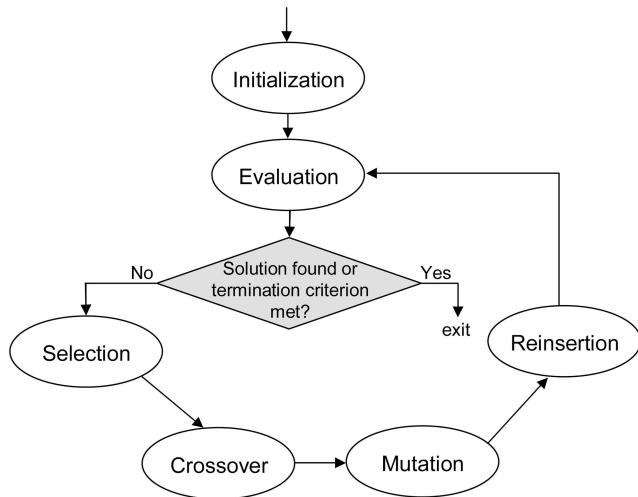 Initialization
Evaluation
No
Solution found or
termination criterion
met?
Yes
exit
Selection
Reinsertion
Crossover
Mutation